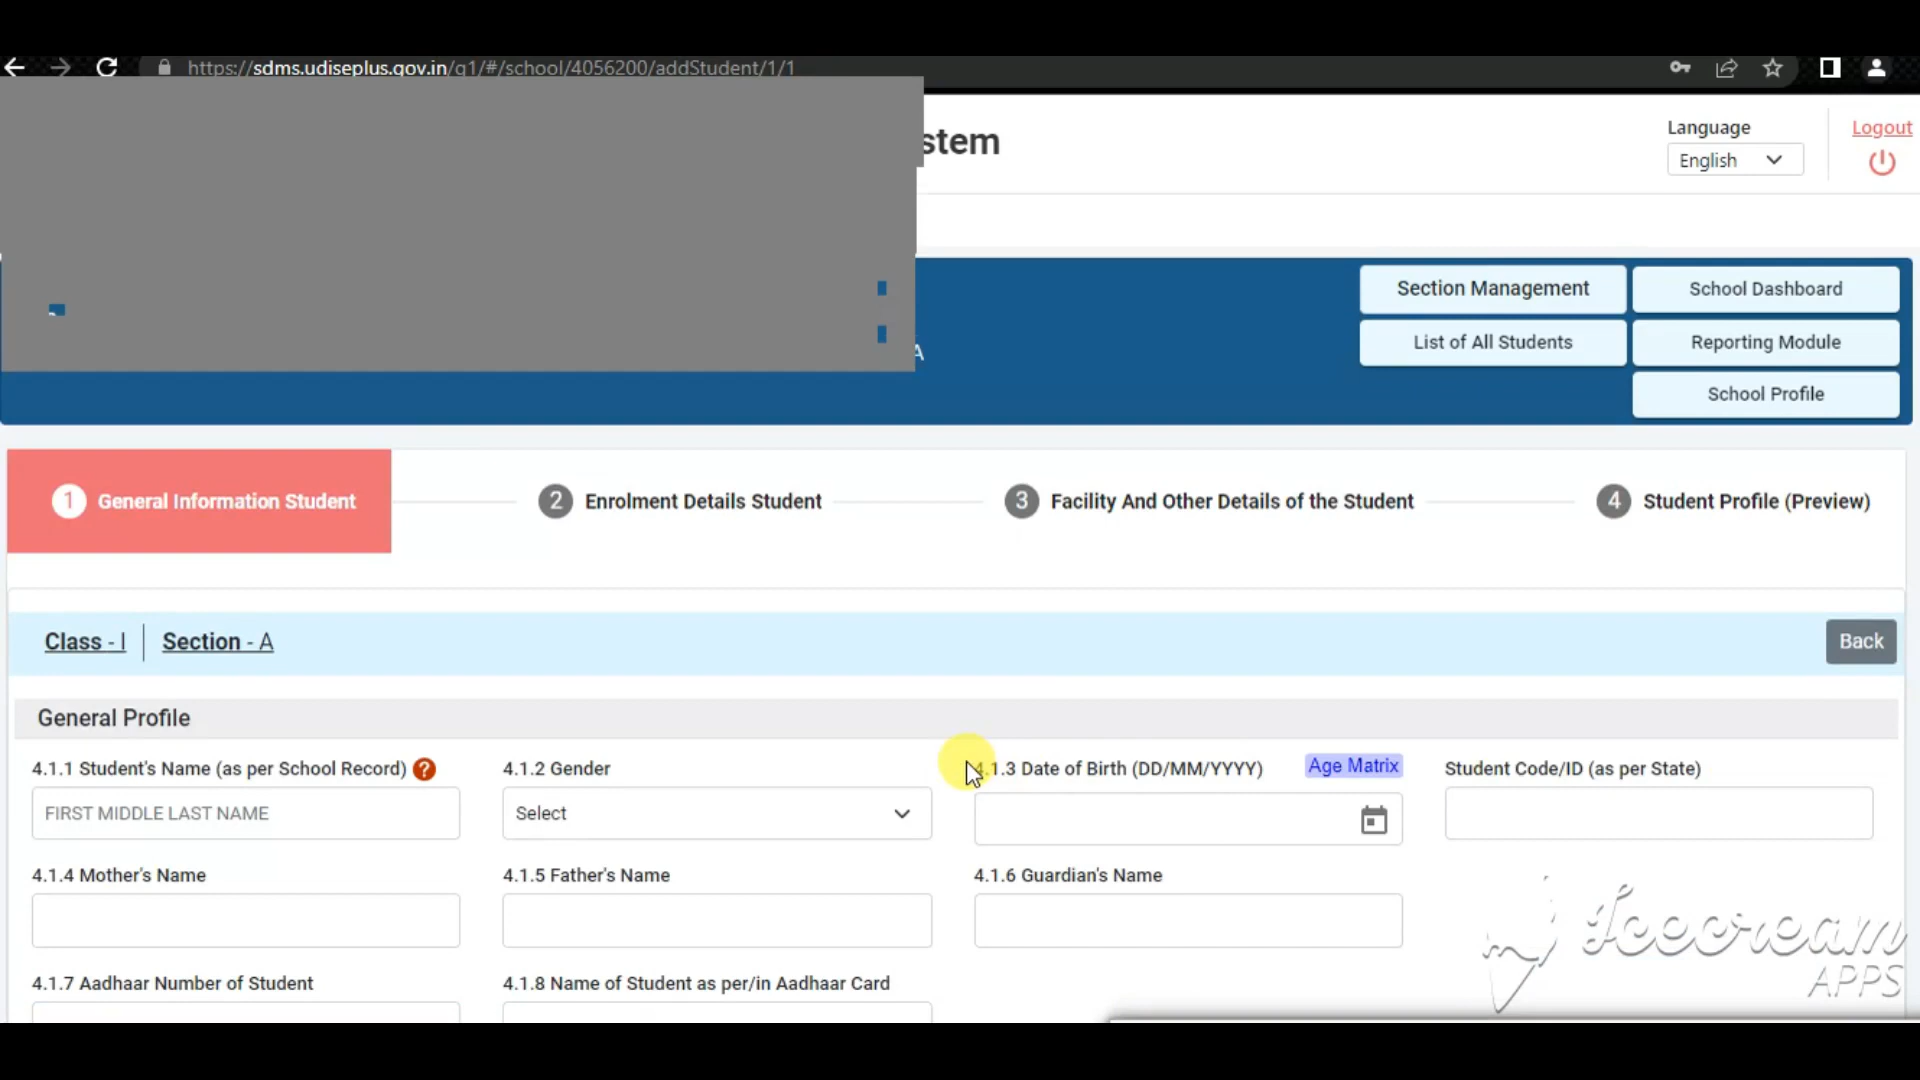 https://sdms.udiseplus.gov.in/g1/#/school/4056200/addStudent/1/1
stem
Language
English
Logout
A
Section Management
School Dashboard
List of All Students
Reporting Module
School Profile
1 General Information Student
2 Enrolment Details Student
3 Facility And Other Details of the Student
4 Student Profile (Preview)
Class - I
Section - A
Back
General Profile
4.1.1 Student's Name (as per School Record) ?
4.1.2 Gender
4.1.3 Date of Birth (DD/MM/YYYY)
Age Matrix
Student Code/ID (as per State)
FIRST MIDDLE LAST NAME
Select
4.1.4 Mother's Name
4.1.5 Father's Name
4.1.6 Guardian's Name
Icecream
APPS
4.1.7 Aadhaar Number of Student
4.1.8 Name of Student as per/in Aadhaar Card